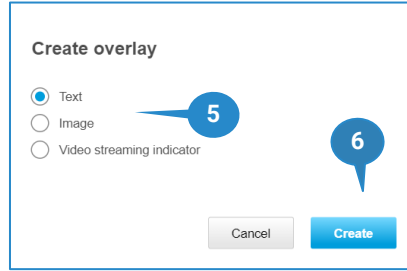 Create overlay
Text
5
Image
Video streaming indicator
6
Cancel
Create